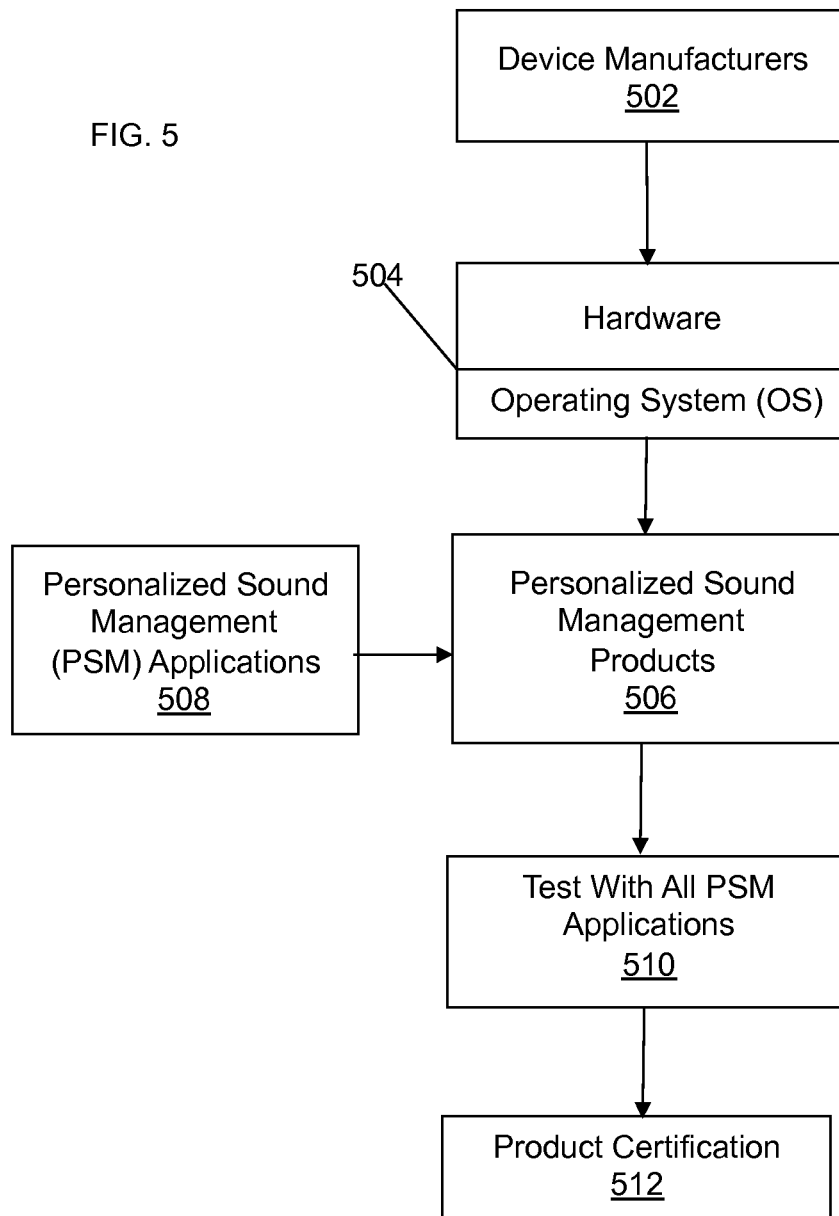 Device Manufacturers
502
FIG. 5
504
Hardware
Operating System (OS)
Personalized Sound
Management
(PSM) Applications
508
Personalized Sound
Management
Products
506
Test With All PSM
Applications
510
Product Certification
512